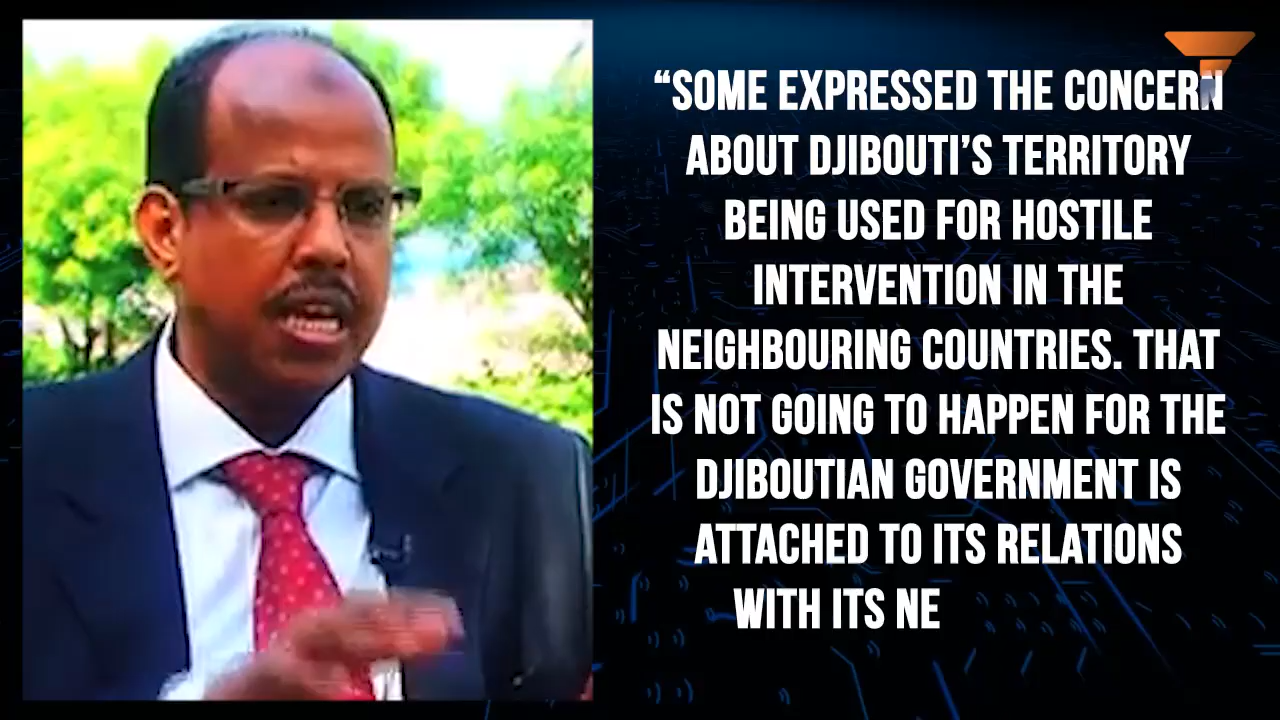 “SOME EXPRESSED THE CONCERN
ABOUT DJIBOUTI’S TERRITORY
BEING USED FOR HOSTILE
INTERVENTION IN THE
NEIGHBOURING COUNTRIES. THAT
IS NOT GOING TO HAPPEN FOR THE
DJIBOUTIAN GOVERNMENT IS
ATTACHED TO ITS RELATIONS
WITH ITS NE